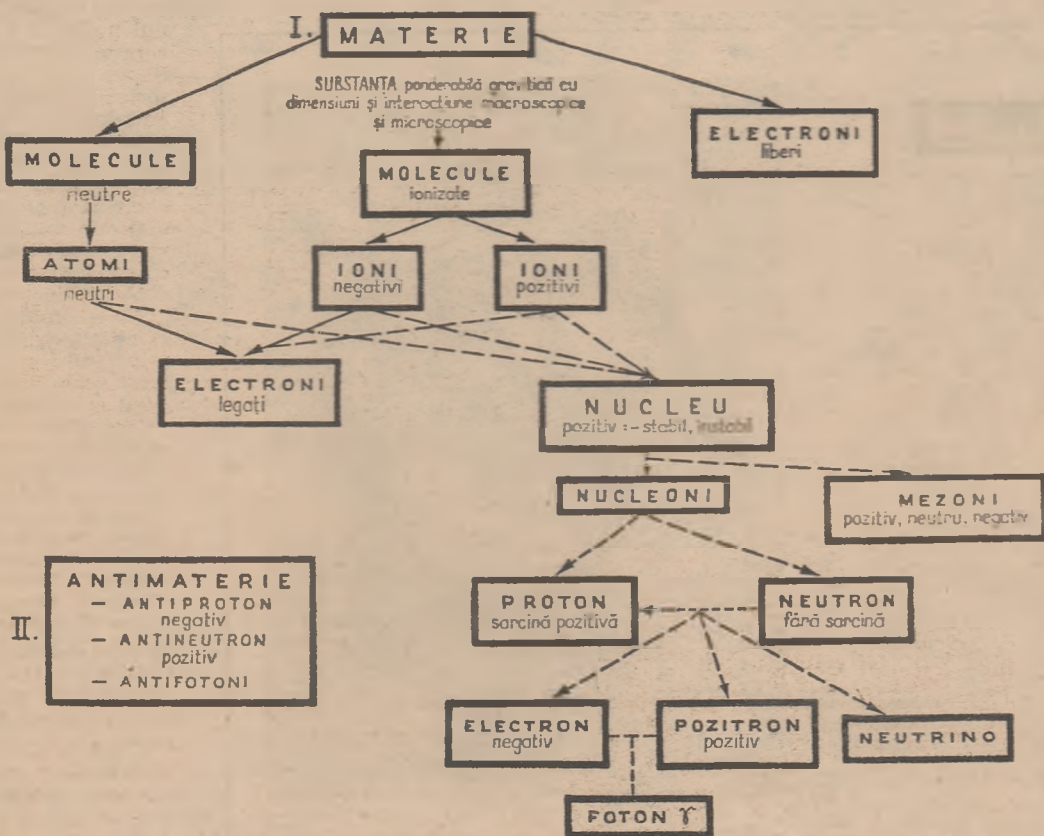 I. MATERIE
SUBSTANTA ponderabilă gravitică cu
dimensiuni și interacțiune macroscopice
și microscopice
MOLECULE
neutre
MOLECULE
ionizate
ELECTRONI
liberi
ATOMI
neutri
IONI
negativi
IONI
pozitivi
ELECTRONI
legați
NUCLEU
pozitiv :- stabil, instabil
NUCLEONI
MEZONI
pozitiv, neutru, negativ
II.
ANTIMATERIE
— ANTIPROTON
negativ
— ANTINEUTRON
pozitiv
— ANTIFOTONI
PROTON
sarcină pozitivă
NEUTRON
fără sarcină
ELECTRON
negativ
POZITRON
pozitiv
NEUTRINO
FOTON γ